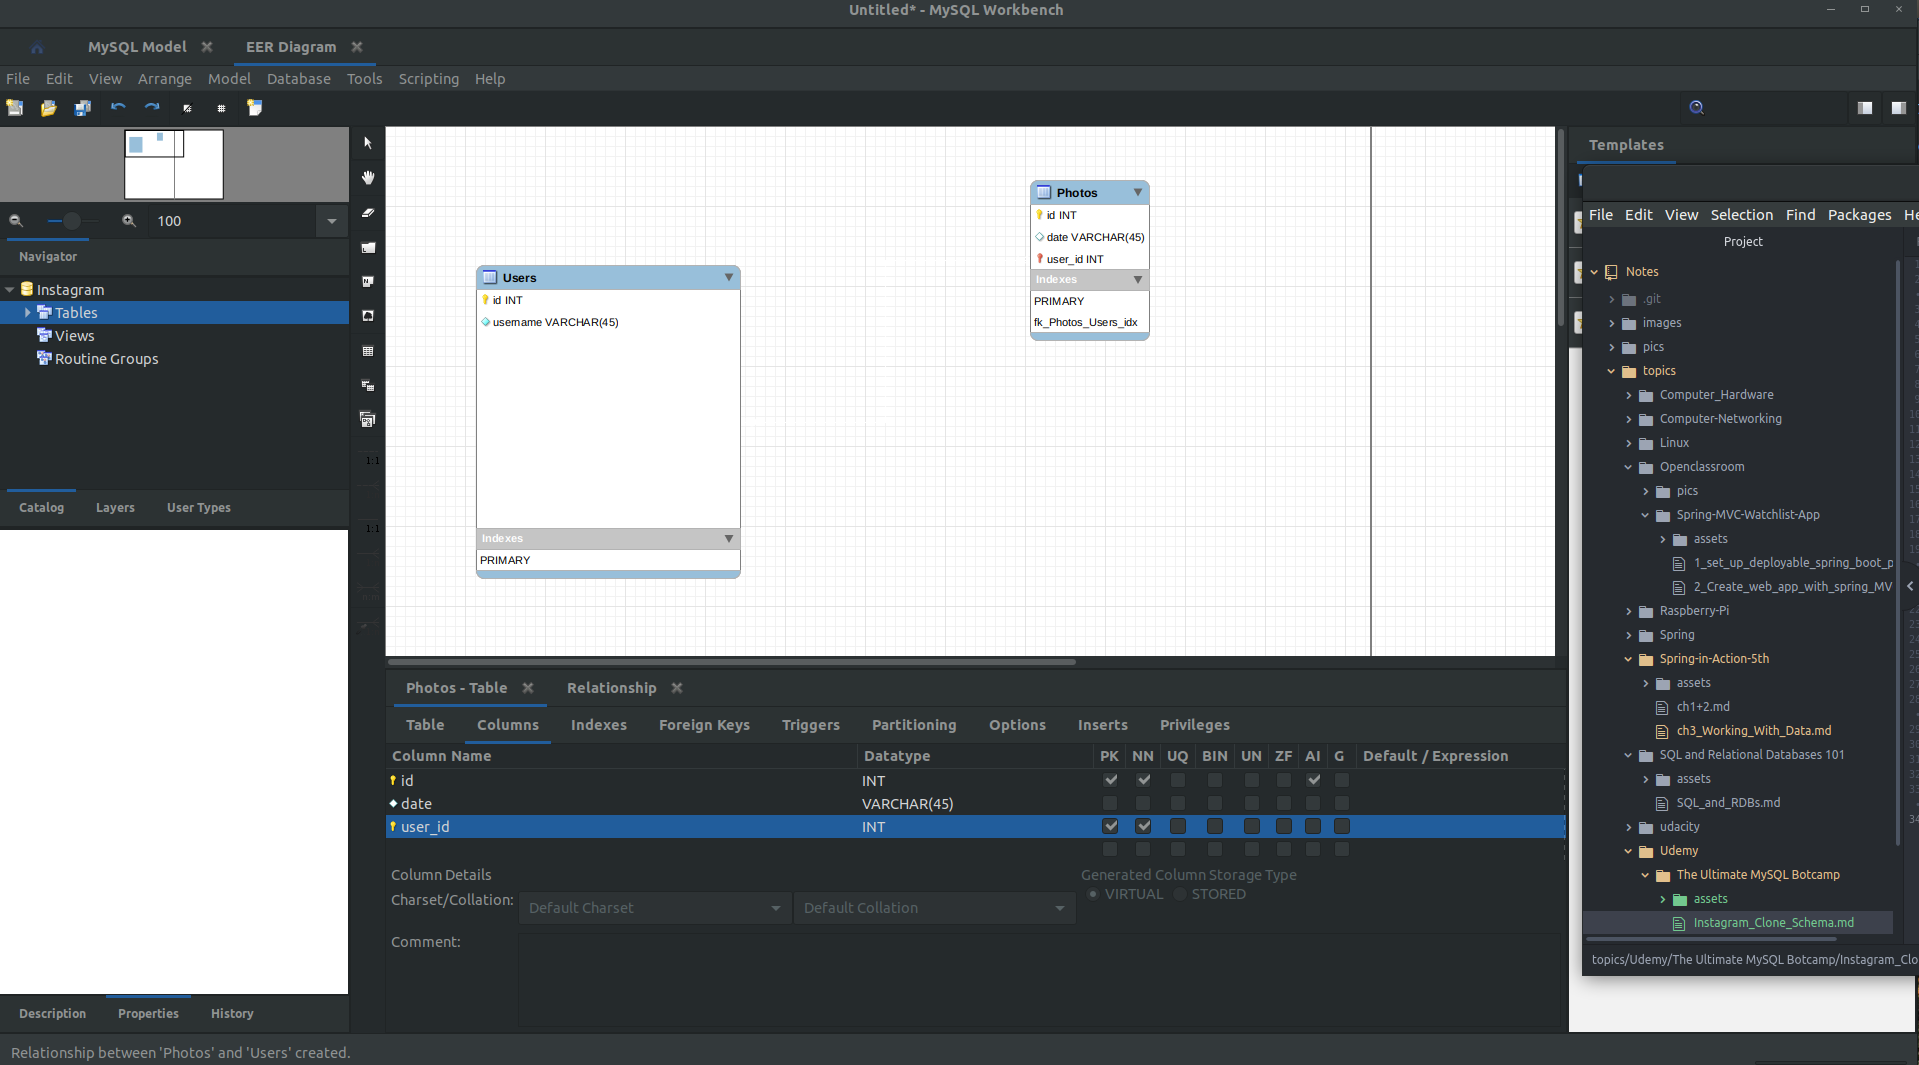 Untitled* - MySQL Workbench
MySQL Model
EER Diagram
File Edit View Arrange Model Database Tools Scripting Help
100
Navigator
Instagram
Tables
Views
Routine Groups
Catalog Layers User Types
Description Properties History
Relationship between 'Photos' and 'Users' created.
1:1
1:1
Users
id INT
username VARCHAR(45)
Indexes
PRIMARY
Photos
id INT
date VARCHAR(45)
user_id INT
Indexes
PRIMARY
fk_Photos_Users_idx
Photos - Table
Relationship
Table Columns Indexes Foreign Keys Triggers Partitioning Options Inserts Privileges
Column Name Datatype PK NN UQ BIN UN ZF AI G Default / Expression
id INT
date VARCHAR(45)
user_id INT
Column Details
Generated Column Storage Type
Charset/Collation: Default Charset Default Collation
VIRTUAL STORED
Comment:
Templates
File Edit View Selection Find Packages He
Project
Notes
.git
images
pics
topics
Computer_Hardware
Computer-Networking
Linux
Openclassroom
pics
Spring-MVC-Watchlist-App
assets
1_set_up_deployable_spring_boot_p
2_Create_web_app_with_spring_MV
Raspberry-Pi
Spring
Spring-in-Action-5th
assets
ch1+2.md
ch3_Working_With_Data.md
SQL and Relational Databases 101
assets
SQL_and_RDBs.md
udacity
Udemy
The Ultimate MySQL Botcamp
assets
Instagram_Clone_Schema.md
topics/Udemy/The Ultimate MySQL Botcamp/Instagram_Clo